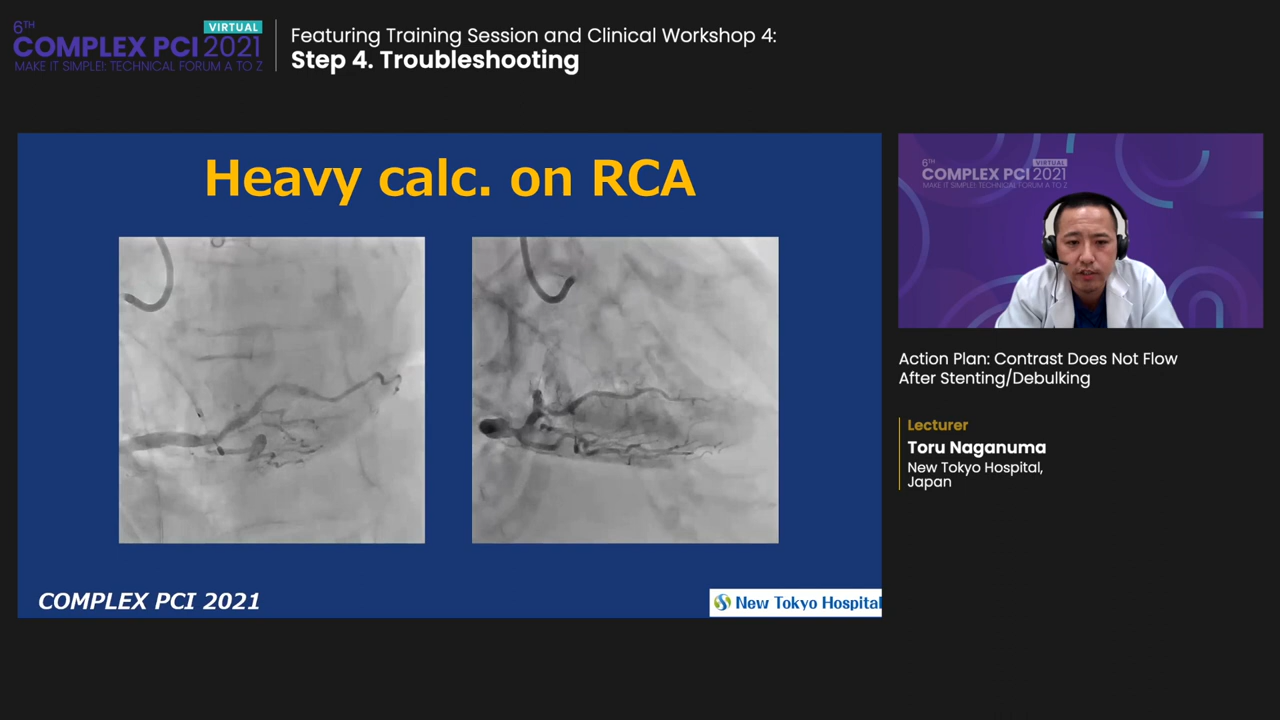 6TH
VIRTUAL
COMPLEX PCI 2021
MAKE IT SIMPLE!: TECHNICAL FORUM A TO Z
Featuring Training Session and Clinical Workshop 4:
Step 4. Troubleshooting
Heavy calc. on RCA
COMPLEX PCI 2021
New Tokyo Hospital
6TH
VIRTUAL
COMPLEX PCI 2021
MAKE IT SIMPLE!: TECHNICAL FORUM A TO Z
Action Plan: Contrast Does Not Flow
After Stenting/Debulking
Lecturer
Toru Naganuma
New Tokyo Hospital,
Japan